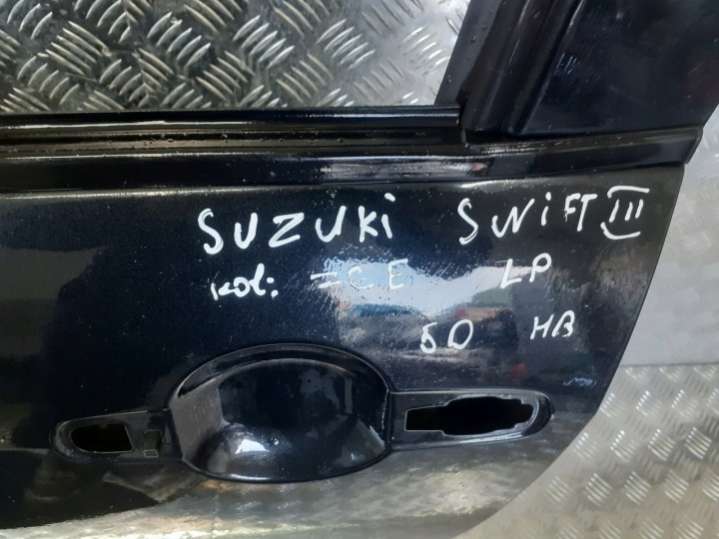 SUZUKI SWiFT III
kol: ZCE LP
5D HB